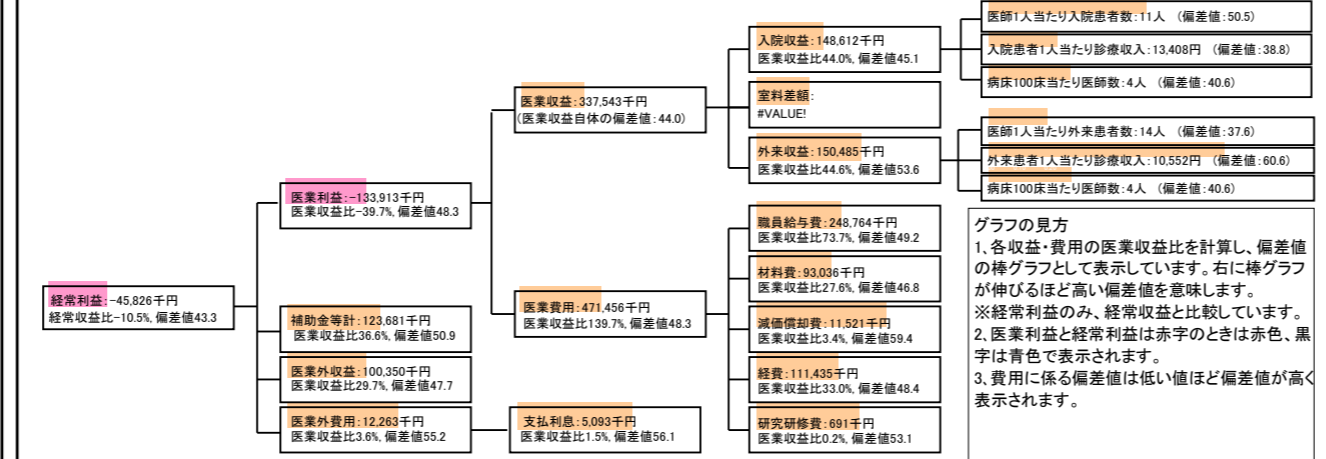 医師1人当たり入院患者数:11人 (偏差値:50.5)
入院収益:148,612千円
医業収益比44.0%, 偏差値45.1
入院患者1人当たり診療収入:13,408円 (偏差値:38.8)
病床100床当たり医師数:4人 (偏差値:40.6)
医業収益:337,543千円
(医業収益自体の偏差値:44.0)
室料差額:
#VALUE!
医師1人当たり外来患者数:14人 (偏差値:37.6)
外来収益:150,485千円
医業収益比44.6%, 偏差値53.6
外来患者1人当たり診療収入:10,552円 (偏差値:60.6)
病床100床当たり医師数:4人 (偏差値:40.6)
医業利益:-133,913千円
医業収益比-39.7%, 偏差値48.3
職員給与費:248,764千円
医業収益比73.7%, 偏差値49.2
材料費:93,036千円
医業収益比27.6%, 偏差値46.8
経常利益:-45,826千円
経常収益比-10.5%, 偏差値43.3
医業費用:471,456千円
医業収益比139.7%, 偏差値48.3
補助金等計:123,681千円
医業収益比36.6%, 偏差値50.9
減価償却費:11,521千円
医業収益比3.4%, 偏差値59.4
医業外収益:100,350千円
医業収益比29.7%, 偏差値47.7
経費:111,435千円
医業収益比33.0%, 偏差値48.4
医業外費用:12,263千円
医業収益比3.6%, 偏差値55.2
支払利息:5,093千円
医業収益比1.5%, 偏差値56.1
研究研修費:691千円
医業収益比0.2%, 偏差値53.1
グラフの見方
1、各収益・費用の医業収益比を計算し、偏差値
の棒グラフとして表示しています。右に棒グラフ
が伸びるほど高い偏差値を意味します。
※経常利益のみ、経常収益と比較しています。
2、医業利益と経常利益は赤字のときは赤色、黒
字は青色で表示されます。
3、費用に係る偏差値は低い値ほど偏差値が高く
表示されます。